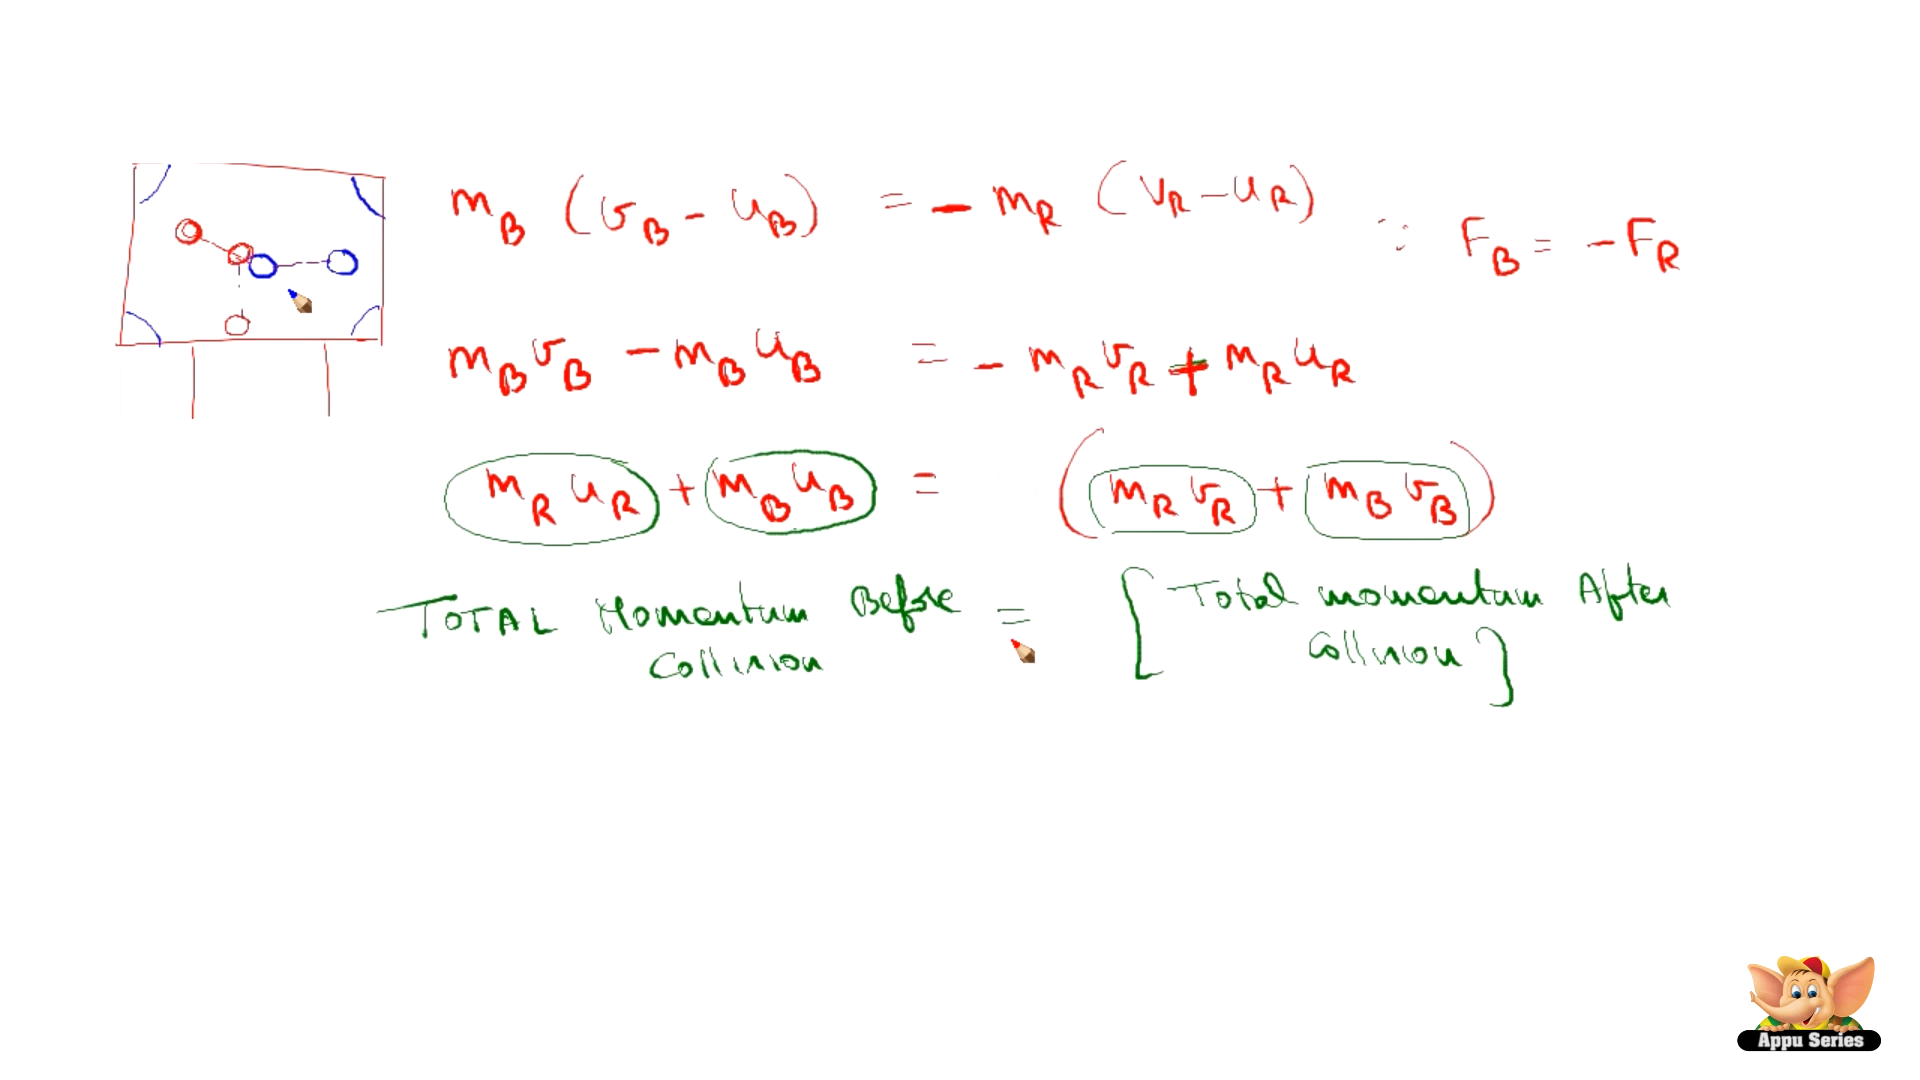 m_B (v_B - u_B) = - m_R (v_R - u_R) ∵ F_B = - F_R
m_B v_B - m_B u_B = - m_R v_R + m_R u_R
m_R u_R + m_B u_B = (m_R v_R + m_B v_B)
TOTAL Momentum Before = [Total momentum After
Collision Collision]
Appu Series